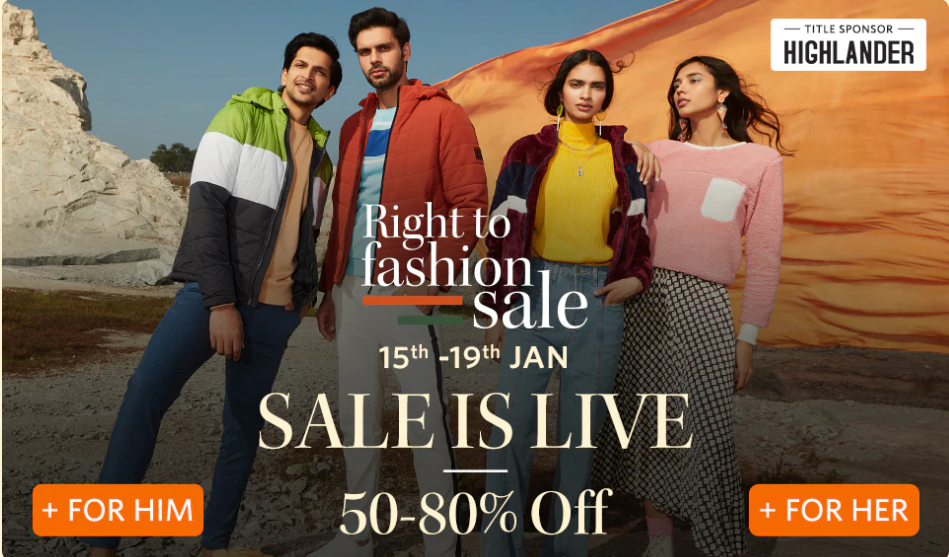 TITLE SPONSOR
HIGHLANDER
Right to
fashion
sale
15th -19th JAN
SALE IS LIVE
50-80% Off
+ FOR HIM
+ FOR HER